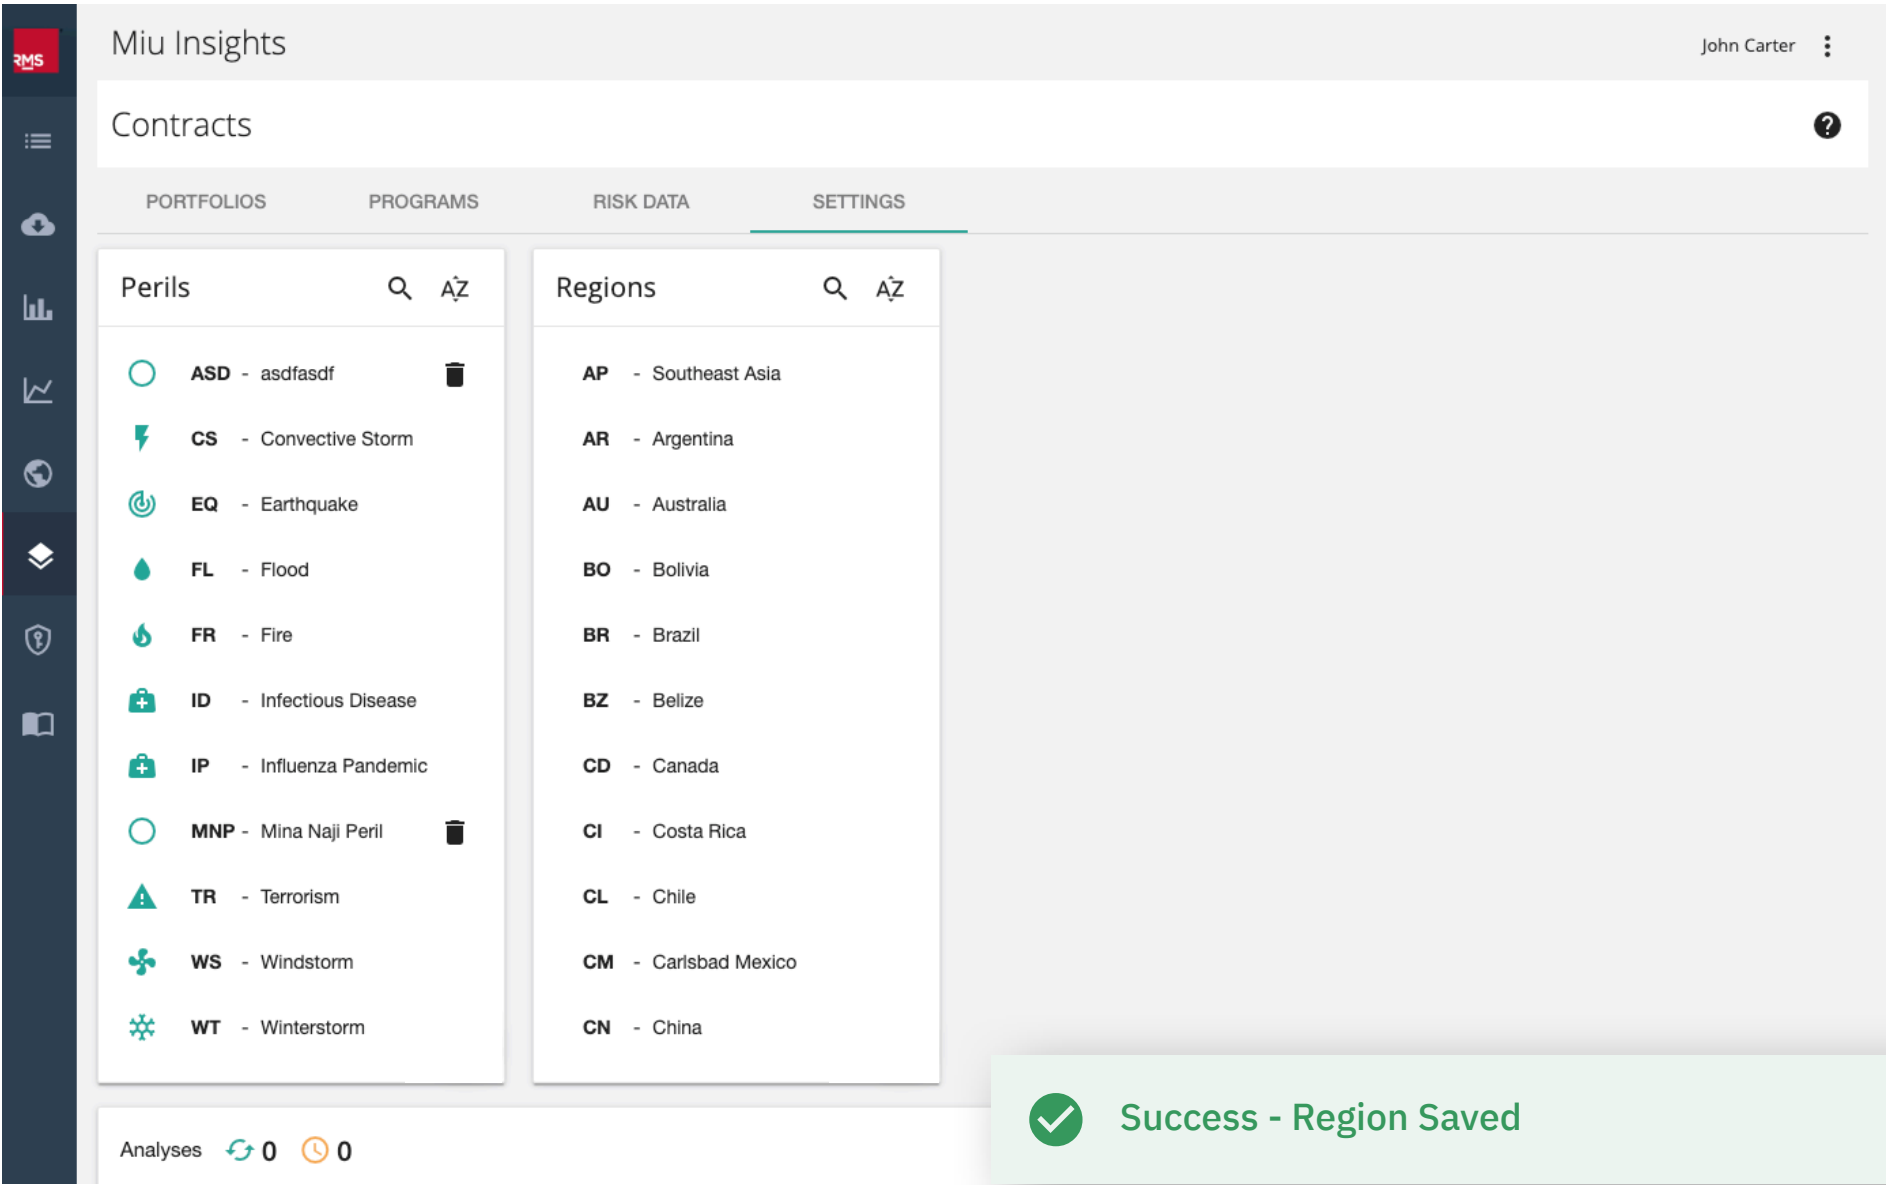 RMS
Miu Insights
John Carter
Contracts
PORTFOLIOS PROGRAMS RISK DATA SETTINGS
Perils
AZ
ASD - asdfasdf
CS - Convective Storm
EQ - Earthquake
FL - Flood
FR - Fire
ID - Infectious Disease
IP - Influenza Pandemic
MNP - Mina Naji Peril
TR - Terrorism
WS - Windstorm
WT - Winterstorm
Regions
AZ
AP - Southeast Asia
AR - Argentina
AU - Australia
BO - Bolivia
BR - Brazil
BZ - Belize
CD - Canada
CI - Costa Rica
CL - Chile
CM - Carlsbad Mexico
CN - China
Analyses 0 0
Success - Region Saved